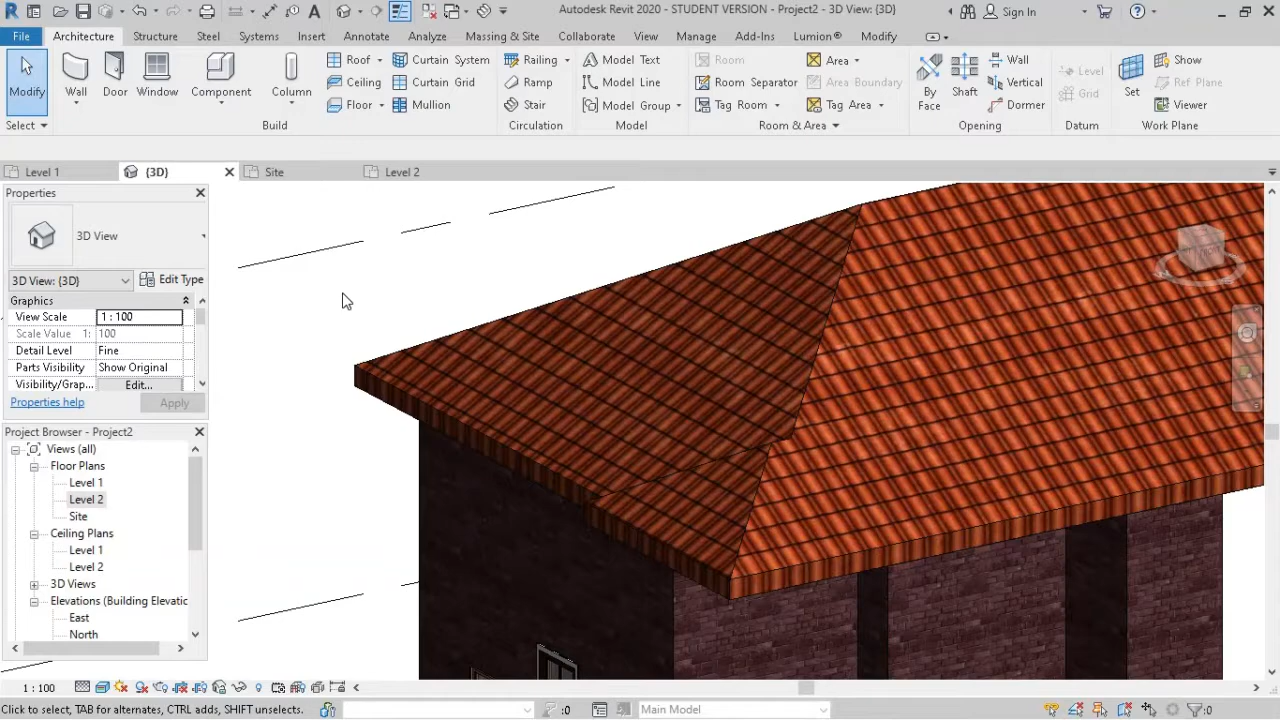 Autodesk Revit 2020 - STUDENT VERSION - Project2 - 3D View: {3D}
Sign In
File Architecture Structure Steel Systems Insert Annotate Analyze Massing & Site Collaborate View Manage Add-Ins Lumion® Modify
Modify Wall Door Window Component Column
Roof Curtain System
Ceiling Curtain Grid
Floor Mullion
Railing Model Text
Ramp Model Line
Stair Model Group
Room Area
Room Separator Area Boundary
Tag Room Tag Area
By Face Shaft
Wall
Vertical
Dormer
Level
Grid
Set
Show
Ref Plane
Viewer
Select Build Circulation Model Room & Area Opening Datum Work Plane
Level 1 {3D} Site Level 2
Properties
3D View
3D View: {3D} Edit Type
Graphics
View Scale 1 : 100
Scale Value 1: 100
Detail Level Fine
Parts Visibility Show Original
Visibility/Grap... Edit...
Properties help Apply
Project Browser - Project2
Views (all)
Floor Plans
Level 1
Level 2
Site
Ceiling Plans
Level 1
Level 2
3D Views
Elevations (Building Elevatic
East
North
1 : 100
Click to select, TAB for alternates, CTRL adds, SHIFT unselects. :0 Main Model :0